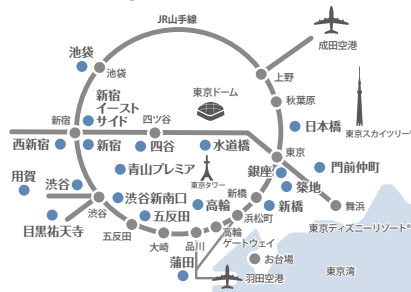 JR山手線
成田空港
池袋
池袋
上野
秋葉原
新宿
イースト
サイド
東京ドーム
新宿
四ツ谷
日本橋
東京スカイツリー
西新宿
新宿
四谷
水道橋
東京
青山プレミア
東京タワー
銀座
門前仲町
用賀
渋谷
築地
渋谷
渋谷新南口
高輪
新橋
新橋
舞浜
目黒祐天寺
五反田
浜松町
五反田
大崎
品川
高輪
ゲートウェイ
東京ディズニーリゾート®
お台場
蒲田
羽田空港
東京湾